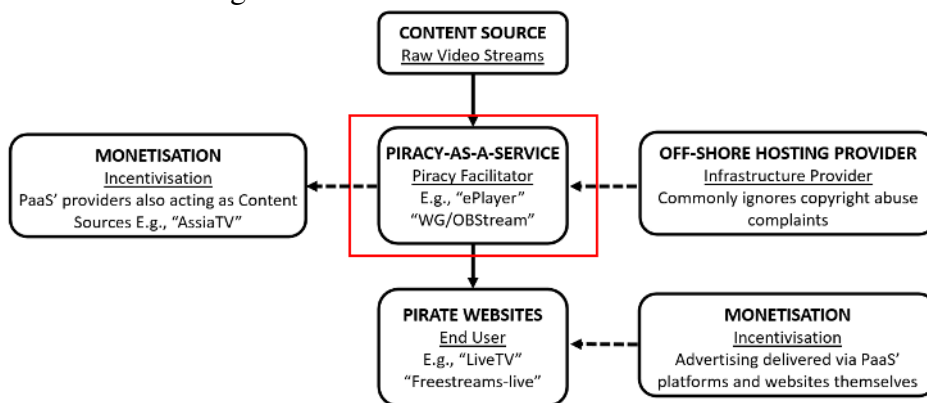 CONTENT SOURCE
Raw Video Streams
MONETISATION
Incentivisation
PaaS' providers also acting as Content
Sources E.g., “AssiaTV”
PIRACY-AS-A-SERVICE
Piracy Facilitator
E.g., “ePlayer”
“WG/OBStream”
OFF-SHORE HOSTING PROVIDER
Infrastructure Provider
Commonly ignores copyright abuse
complaints
PIRATE WEBSITES
End User
E.g., “LiveTV”
“Freestreams-live”
MONETISATION
Incentivisation
Advertising delivered via PaaS'
platforms and websites themselves